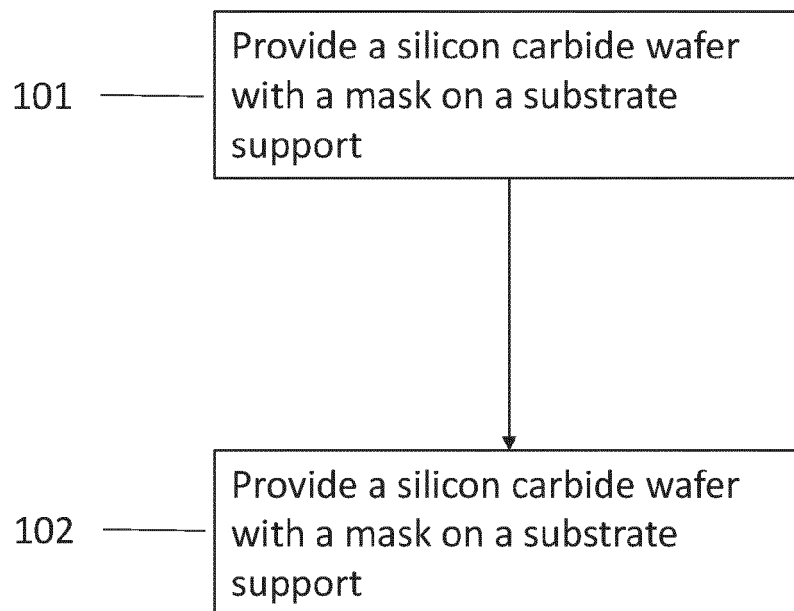 101
Provide a silicon carbide wafer
with a mask on a substrate
support
102
Provide a silicon carbide wafer
with a mask on a substrate
support